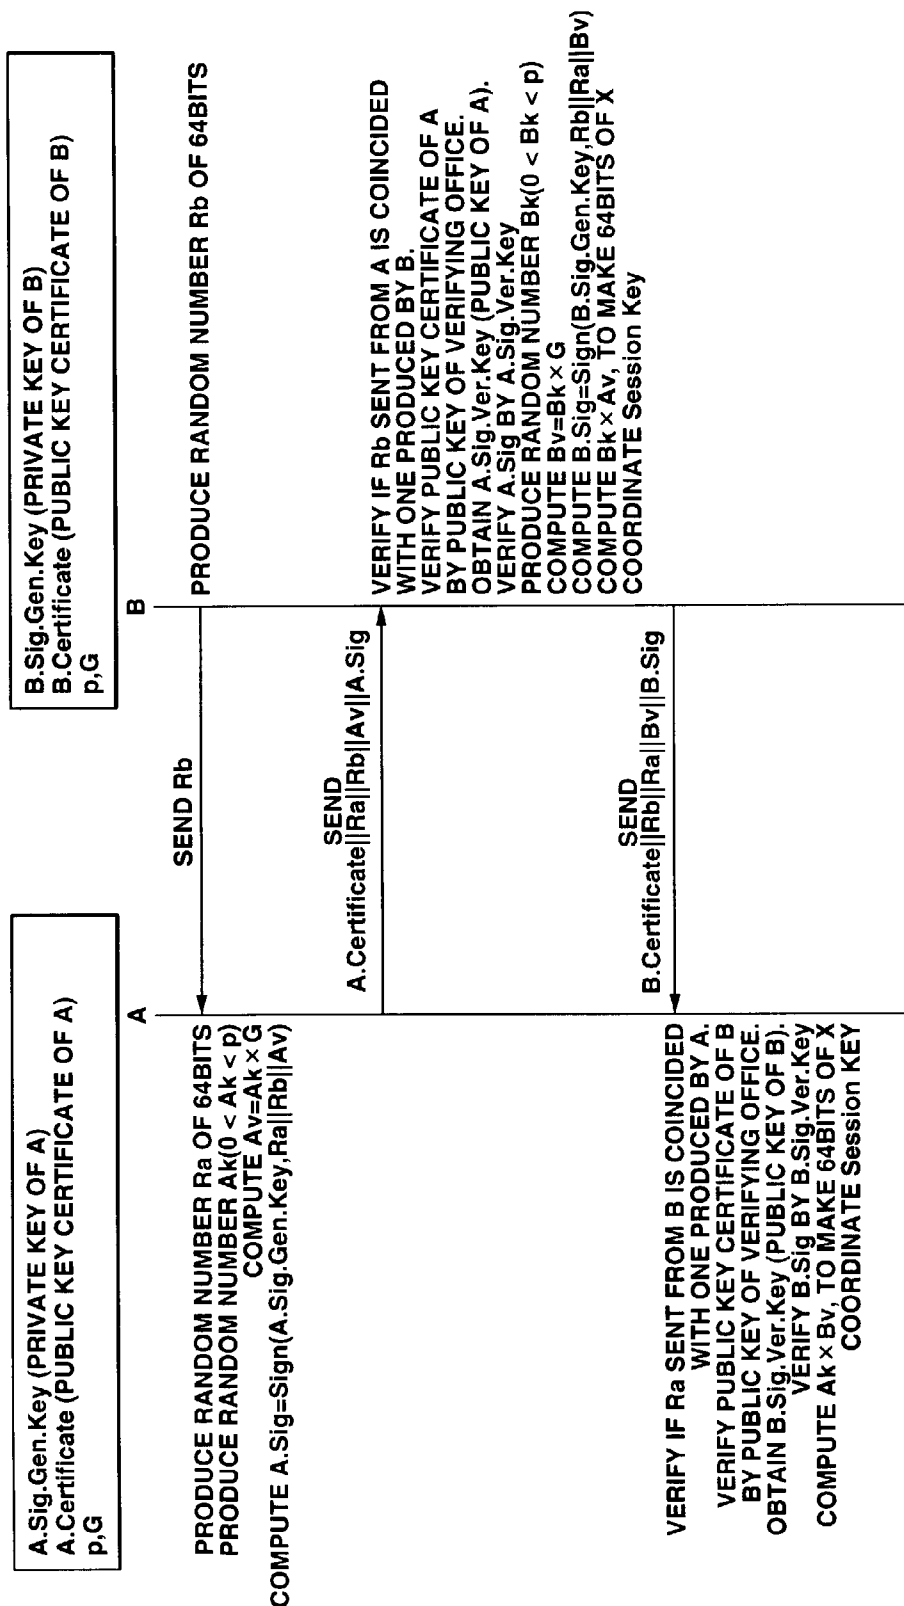 A.Sig.Gen.Key (PRIVATE KEY OF A)
A.Certificate (PUBLIC KEY CERTIFICATE OF A)
p,G
B.Sig.Gen.Key (PRIVATE KEY OF B)
B.Certificate (PUBLIC KEY CERTIFICATE OF B)
p,G
A
B
PRODUCE RANDOM NUMBER Rb OF 64BITS
SEND Rb
PRODUCE RANDOM NUMBER Ra OF 64BITS
PRODUCE RANDOM NUMBER Ak(0 < Ak < p)
COMPUTE Av=Ak×G
COMPUTE A.Sig=Sign(A.Sig.Gen.Key,Ra||Rb||Av)
SEND
A.Certificate||Ra||Rb||Av||A.Sig
VERIFY IF Rb SENT FROM A IS COINCIDED
WITH ONE PRODUCED BY B.
VERIFY PUBLIC KEY CERTIFICATE OF A
BY PUBLIC KEY OF VERIFYING OFFICE.
OBTAIN A.Sig.Ver.Key (PUBLIC KEY OF A).
VERIFY A.Sig BY A.Sig.Ver.Key
PRODUCE RANDOM NUMBER Bk(0 < Bk < p)
COMPUTE Bv=Bk×G
COMPUTE B.Sig=Sign(B.Sig.Gen.Key,Rb||Ra||Bv)
COMPUTE Bk×Av, TO MAKE 64BITS OF X
COORDINATE Session Key
SEND
B.Certificate||Rb||Ra||Bv||B.Sig
VERIFY IF Ra SENT FROM B IS COINCIDED
WITH ONE PRODUCED BY A.
VERIFY PUBLIC KEY CERTIFICATE OF B
BY PUBLIC KEY OF VERIFYING OFFICE.
OBTAIN B.Sig.Ver.Key (PUBLIC KEY OF B).
VERIFY B.Sig BY B.Sig.Ver.Key
COMPUTE Ak×Bv, TO MAKE 64BITS OF X
COORDINATE Session KEY